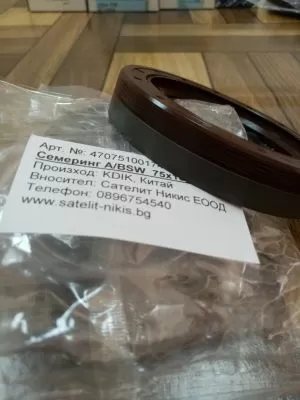 Арт. №: 470751001
Семеринг A/BSW 75x
Произход: KDIK, Китай
Вносител: Сателит Никис ЕООД
Телефон: 0896754540
www.satelit-nikis.bg